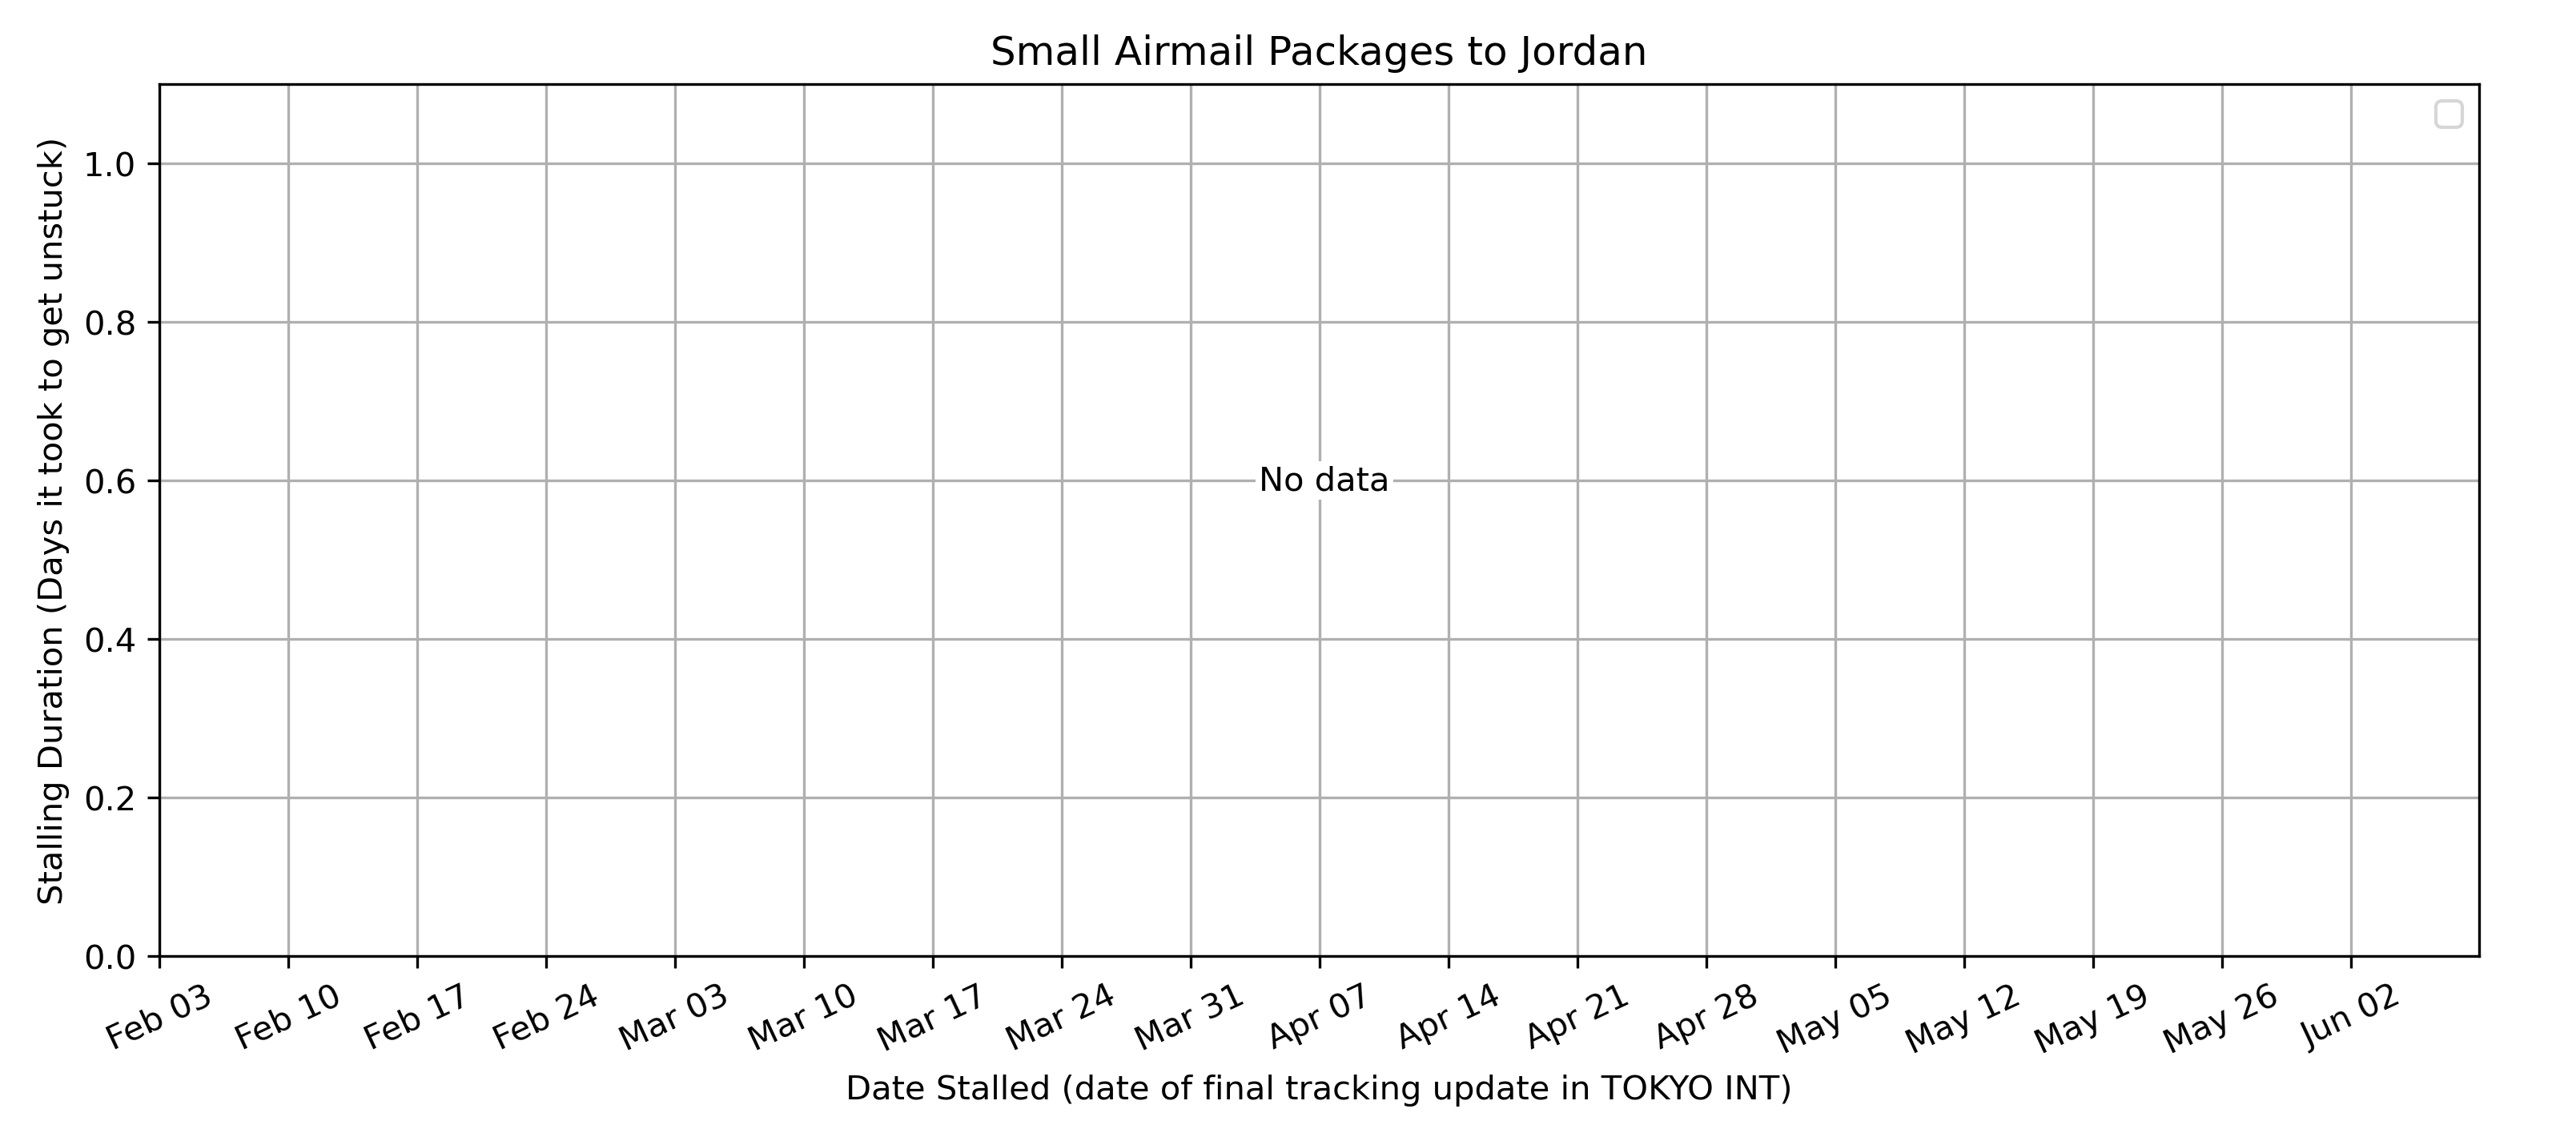 Small Airmail Packages to Jordan
Stalling Duration (Days it took to get unstuck)
1.0
0.8
0.6
0.4
0.2
0.0
No data
Feb 03
Feb 10
Feb 17
Feb 24
Mar 03
Mar 10
Mar 17
Mar 24
Mar 31
Apr 07
Apr 14
Apr 21
Apr 28
May 05
May 12
May 19
May 26
Jun 02
Date Stalled (date of final tracking update in TOKYO INT)